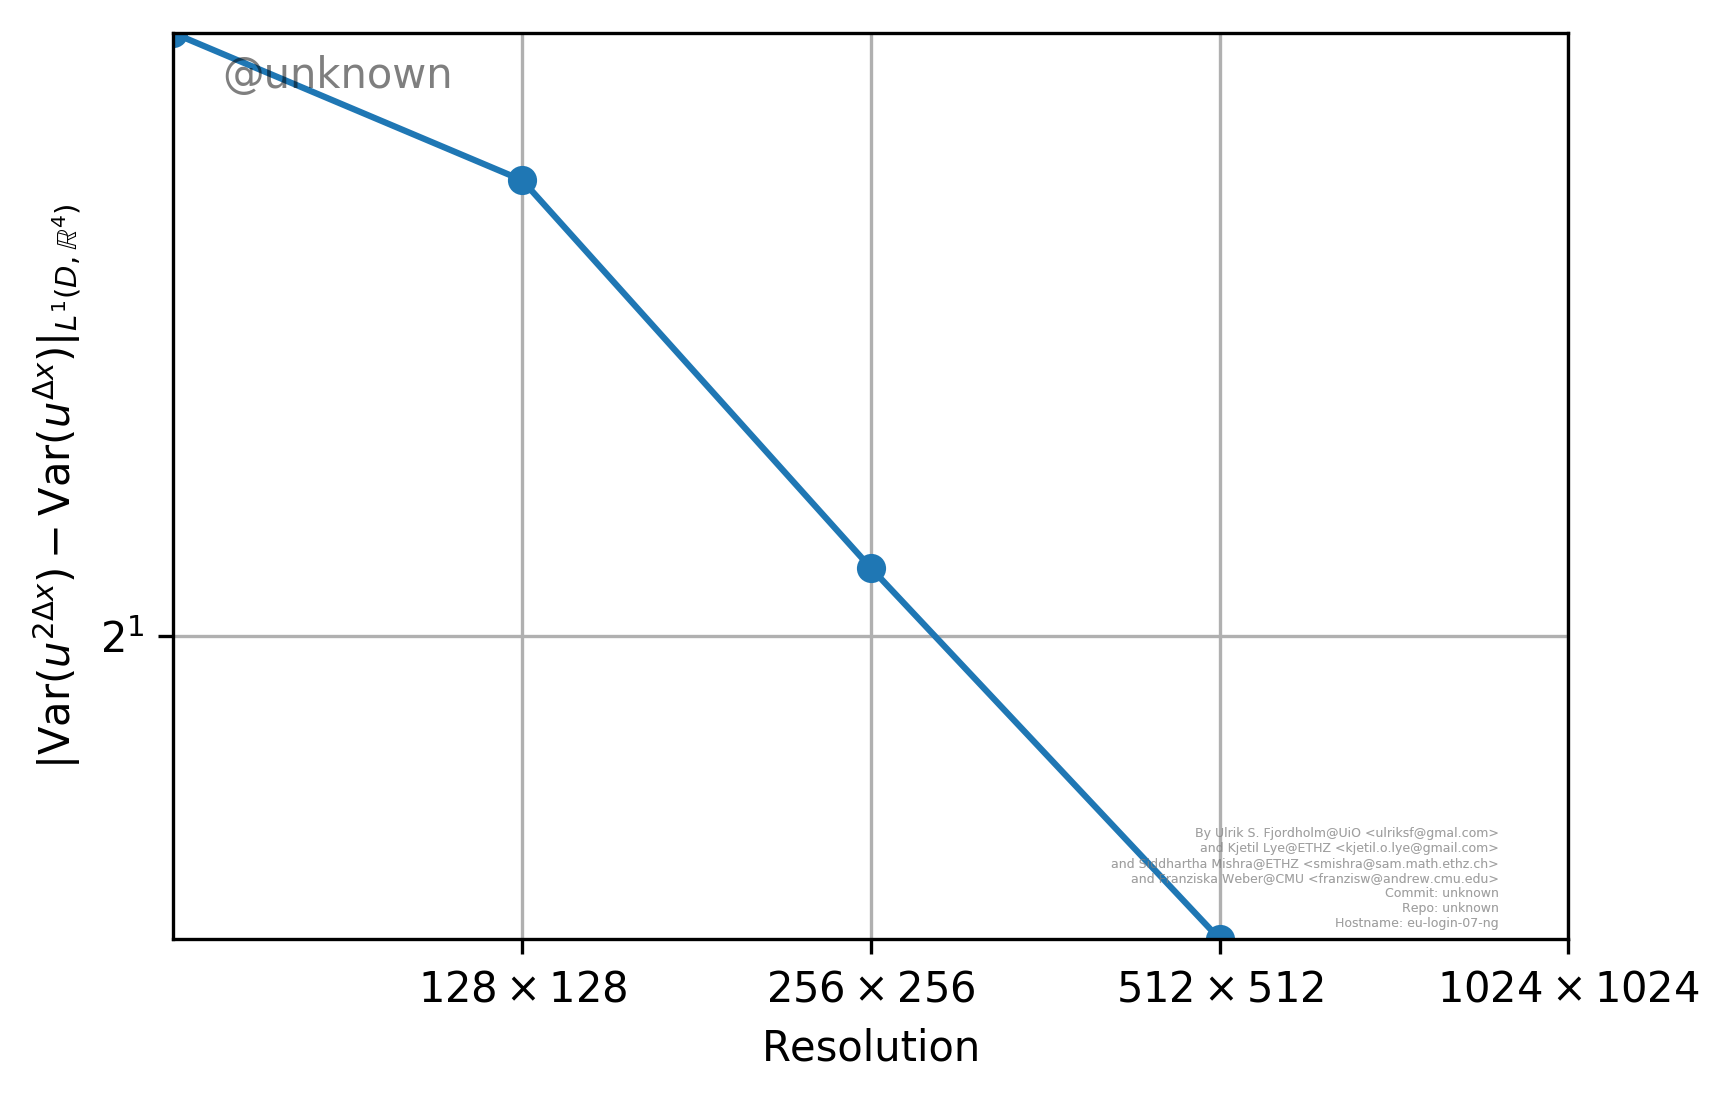 @unknown
|Var(u^{2Δx}) − Var(u^{Δx})|_{L^1(D, ℝ^4)}
2^1
By Ulrik S. Fjordholm@UiO <ulriksf@gmal.com>
and Kjetil Lye@ETHZ <kjetil.o.lye@gmail.com>
and Siddhartha Mishra@ETHZ <smishra@sam.math.ethz.ch>
and Franziska Weber@CMU <franzisw@andrew.cmu.edu>
Commit: unknown
Repo: unknown
Hostname: eu-login-07-ng
128 × 128 256 × 256 512 × 512 1024 × 1024
Resolution